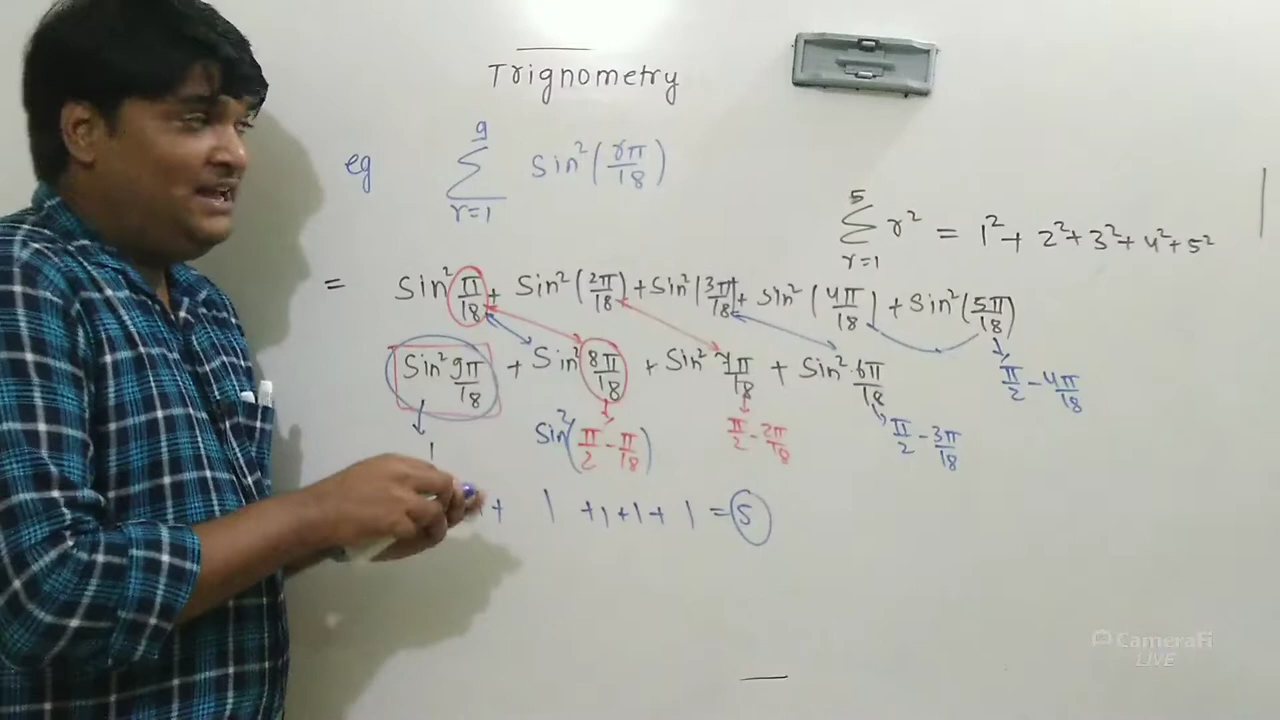 Trignometry
eg ∑_{r=1}^{9} Sin²(rπ/18)
∑_{r=1}^{5} r² = 1² + 2² + 3² + 4² + 5²
= Sin² π/18 + Sin²(2π/18) + Sin²(3π/18) + Sin²(4π/18) + Sin²(5π/18)
Sin² 9π/18 + Sin² 8π/18 + Sin² 7π/18 + Sin² 6π/18
π/2 - 4π/18
1
Sin²(π/2 - π/18)
π/2 - 2π/18
π/2 - 3π/18
+ 1 + 1 + 1 + 1 = 5
CameraFi
LIVE